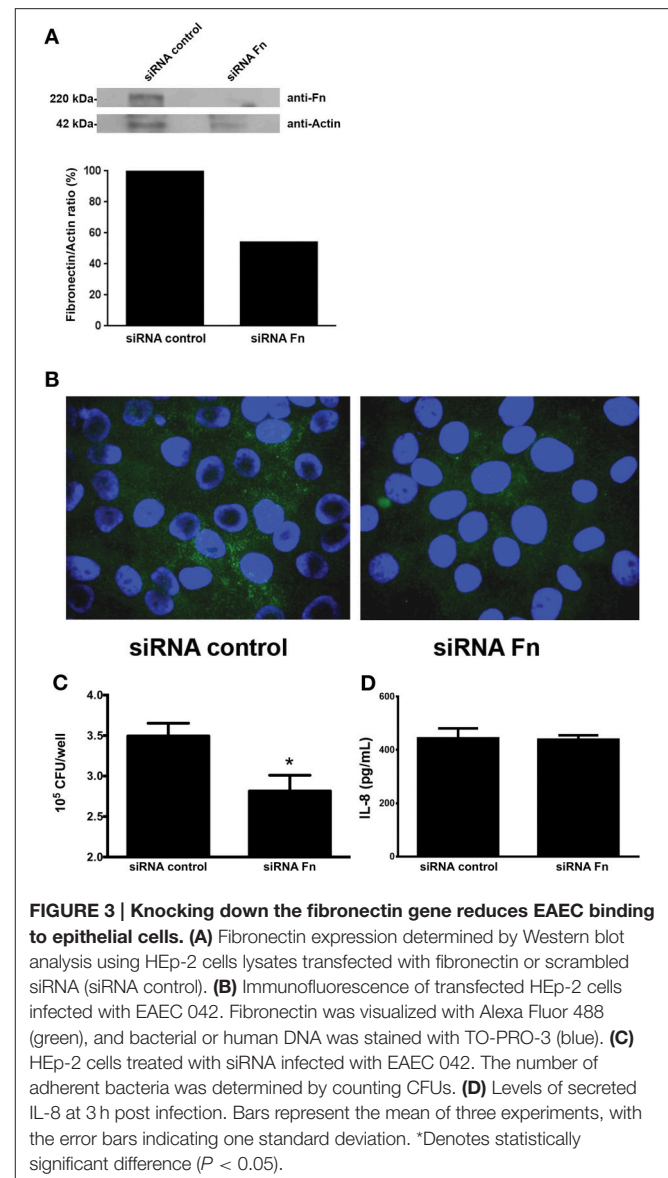 A
siRNA control
siRNA Fn
220 kDa-
anti-Fn
42 kDa-
anti-Actin
Fibronectin/Actin ratio (%)
100
80
60
40
20
0
siRNA control
siRNA Fn
B
siRNA control
siRNA Fn
C
10⁵ CFU/well
4.0
3.5
3.0
2.5
2.0
*
siRNA control
siRNA Fn
D
IL-8 (pg/mL)
600
400
200
0
siRNA control
siRNA Fn
FIGURE 3 | Knocking down the fibronectin gene reduces EAEC binding
to epithelial cells. (A) Fibronectin expression determined by Western blot
analysis using HEp-2 cells lysates transfected with fibronectin or scrambled
siRNA (siRNA control). (B) Immunofluorescence of transfected HEp-2 cells
infected with EAEC 042. Fibronectin was visualized with Alexa Fluor 488
(green), and bacterial or human DNA was stained with TO-PRO-3 (blue). (C)
HEp-2 cells treated with siRNA infected with EAEC 042. The number of
adherent bacteria was determined by counting CFUs. (D) Levels of secreted
IL-8 at 3 h post infection. Bars represent the mean of three experiments, with
the error bars indicating one standard deviation. *Denotes statistically
significant difference (P < 0.05).